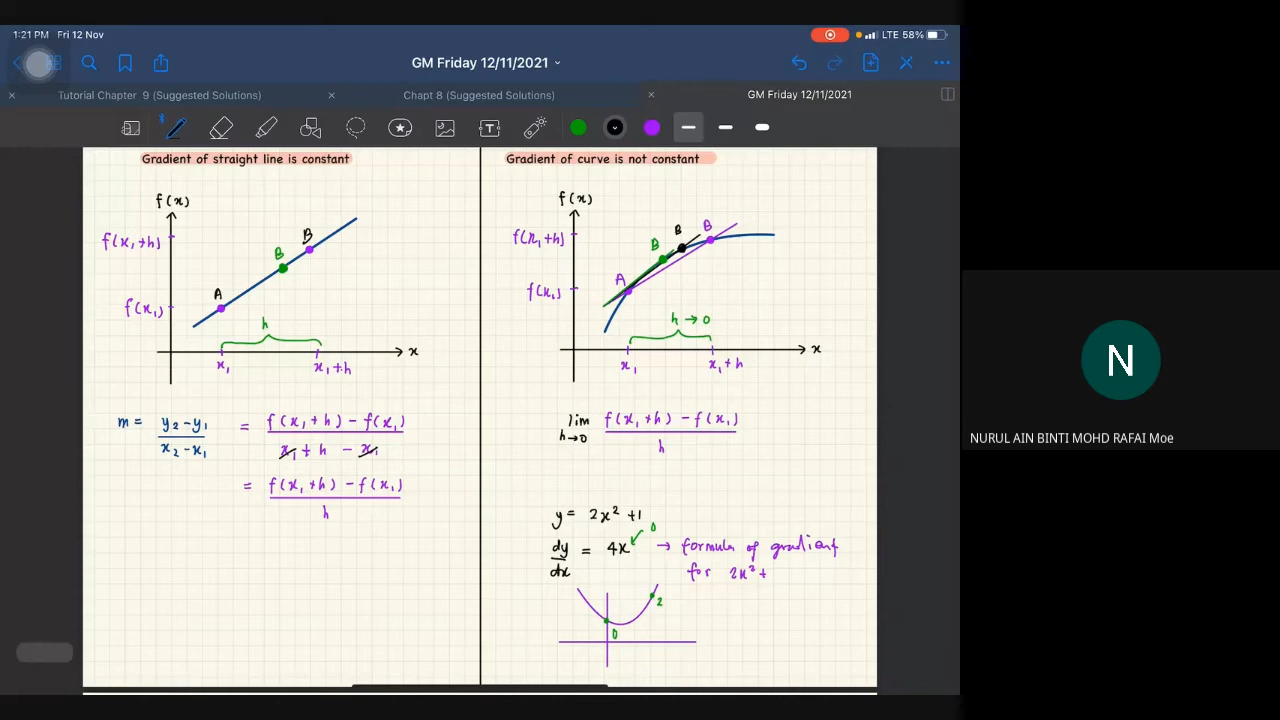 1:21 PM Fri 12 Nov
LTE 58%
GM Friday 12/11/2021
Tutorial Chapter 9 (Suggested Solutions)
Chapt 8 (Suggested Solutions)
GM Friday 12/11/2021
Gradient of straight line is constant
f(x)
f(x₁+h)
B
B
A
f(x₁)
h
x
x₁
x₁+h
m = y₂-y₁ / x₂-x₁ = f(x₁+h) - f(x₁) / x₁ + h - x₁
= f(x₁+h) - f(x₁) / h
Gradient of curve is not constant
f(x)
f(x₁+h)
B
B
B
A
f(x₁)
h → 0
x
x₁
x₁+h
lim h→0 f(x₁+h) - f(x₁) / h
y = 2x² + 1
0
dy/dx = 4x → formula of gradient
for 2x² +
2
0
N
NURUL AIN BINTI MOHD RAFAI Moe